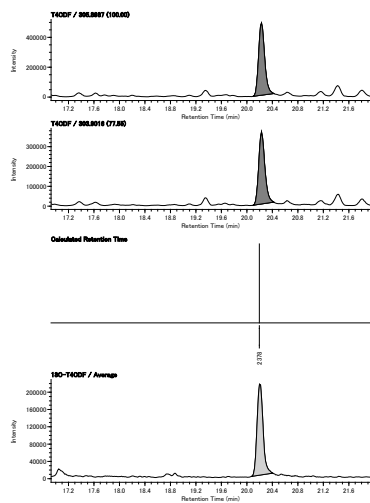 T4CDF / 305.8987 (100.00)
400000
200000
0
Intensity
17.2 17.6 18.0 18.4 18.8 19.2 19.6 20.0 20.4 20.8 21.2 21.6
Retention Time (min)
T4CDF / 303.9016 (77.55)
300000
200000
100000
0
Intensity
17.2 17.6 18.0 18.4 18.8 19.2 19.6 20.0 20.4 20.8 21.2 21.6
Retention Time (min)
Calculated Retention Time
2378
13C-T4CDF / Average
200000
160000
120000
80000
40000
0
Intensity
17.2 17.6 18.0 18.4 18.8 19.2 19.6 20.0 20.4 20.8 21.2 21.6
Retention Time (min)